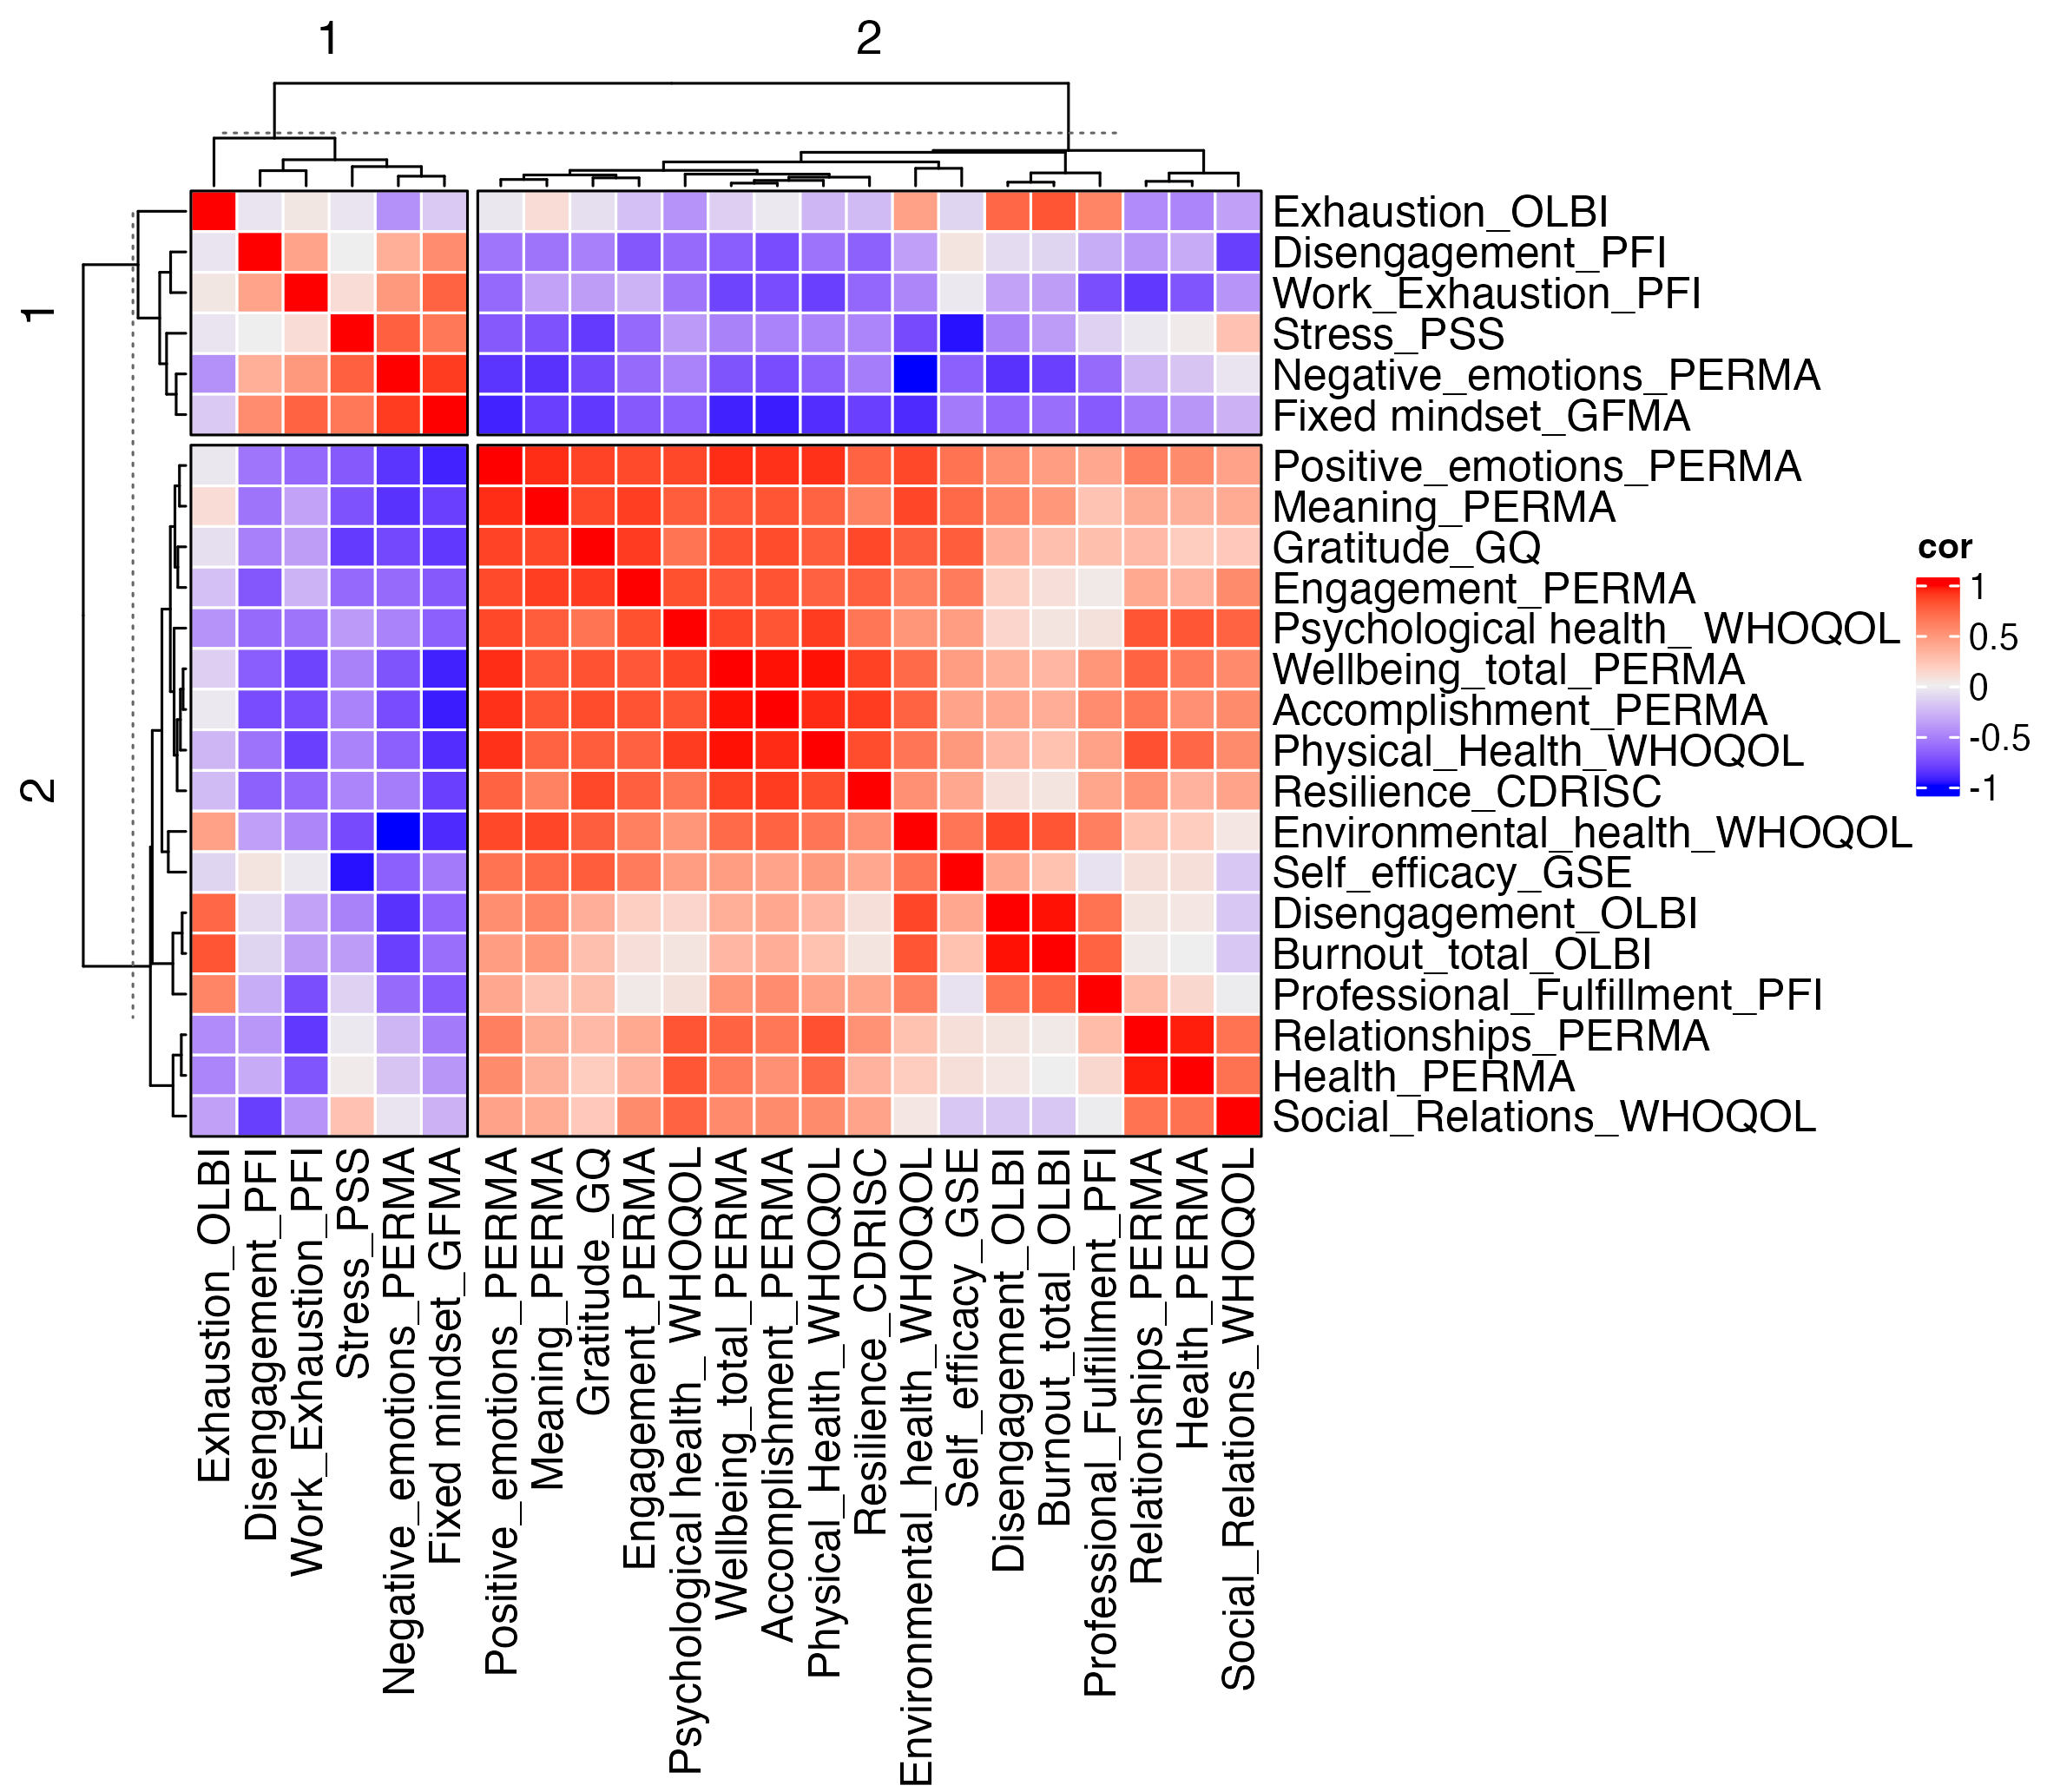 1
2
1
2
Exhaustion_OLBI
Disengagement_PFI
Work_Exhaustion_PFI
Stress_PSS
Negative_emotions_PERMA
Fixed mindset_GFMA
Positive_emotions_PERMA
Meaning_PERMA
Gratitude_GQ
Engagement_PERMA
Psychological health_ WHOQOL
Wellbeing_total_PERMA
Accomplishment_PERMA
Physical_Health_WHOQOL
Resilience_CDRISC
Environmental_health_WHOQOL
Self_efficacy_GSE
Disengagement_OLBI
Burnout_total_OLBI
Professional_Fulfillment_PFI
Relationships_PERMA
Health_PERMA
Social_Relations_WHOQOL
cor
1
0.5
0
-0.5
-1
Exhaustion_OLBI
Disengagement_PFI
Work_Exhaustion_PFI
Stress_PSS
Negative_emotions_PERMA
Fixed mindset_GFMA
Positive_emotions_PERMA
Meaning_PERMA
Gratitude_GQ
Engagement_PERMA
Psychological health_ WHOQOL
Wellbeing_total_PERMA
Accomplishment_PERMA
Physical_Health_WHOQOL
Resilience_CDRISC
Environmental_health_WHOQOL
Self_efficacy_GSE
Disengagement_OLBI
Burnout_total_OLBI
Professional_Fulfillment_PFI
Relationships_PERMA
Health_PERMA
Social_Relations_WHOQOL